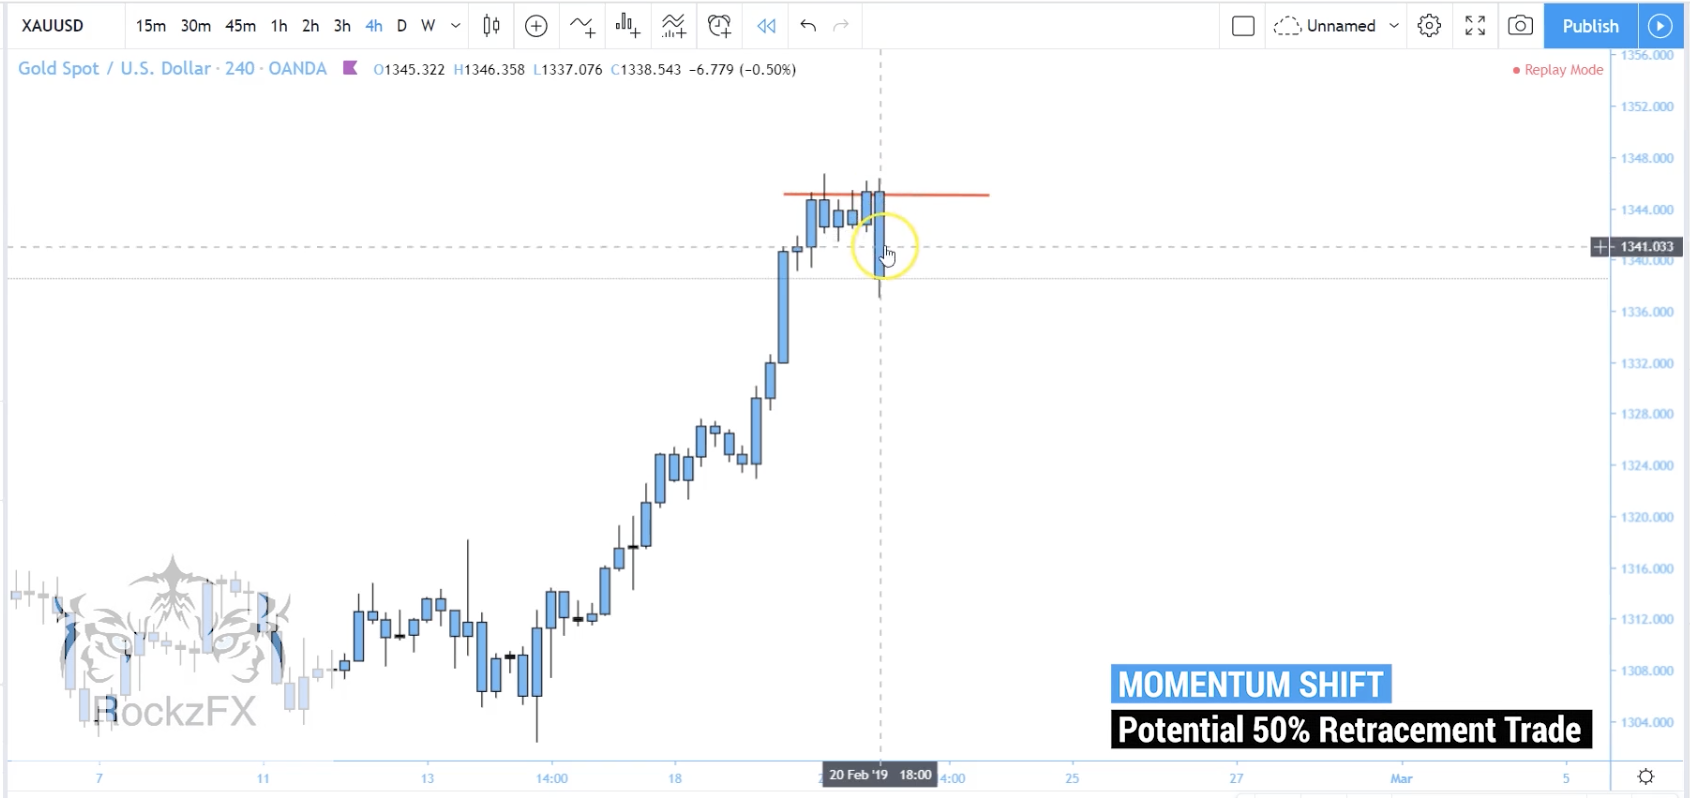 XAUUSD 15m 30m 45m 1h 2h 3h 4h D W Unnamed Publish
Gold Spot / U.S. Dollar · 240 · OANDA O1345.322 H1346.358 L1337.076 C1338.543 −6.779 (−0.50%) Replay Mode
1356.000
1352.000
1348.000
1344.000
1341.033
1340.000
1336.000
1332.000
1328.000
1324.000
1320.000
1316.000
1312.000
1308.000
1304.000
RockzFX
MOMENTUM SHIFT
Potential 50% Retracement Trade
7 11 13 14:00 18 20 Feb '19 18:00 4:00 25 27 Mar 5